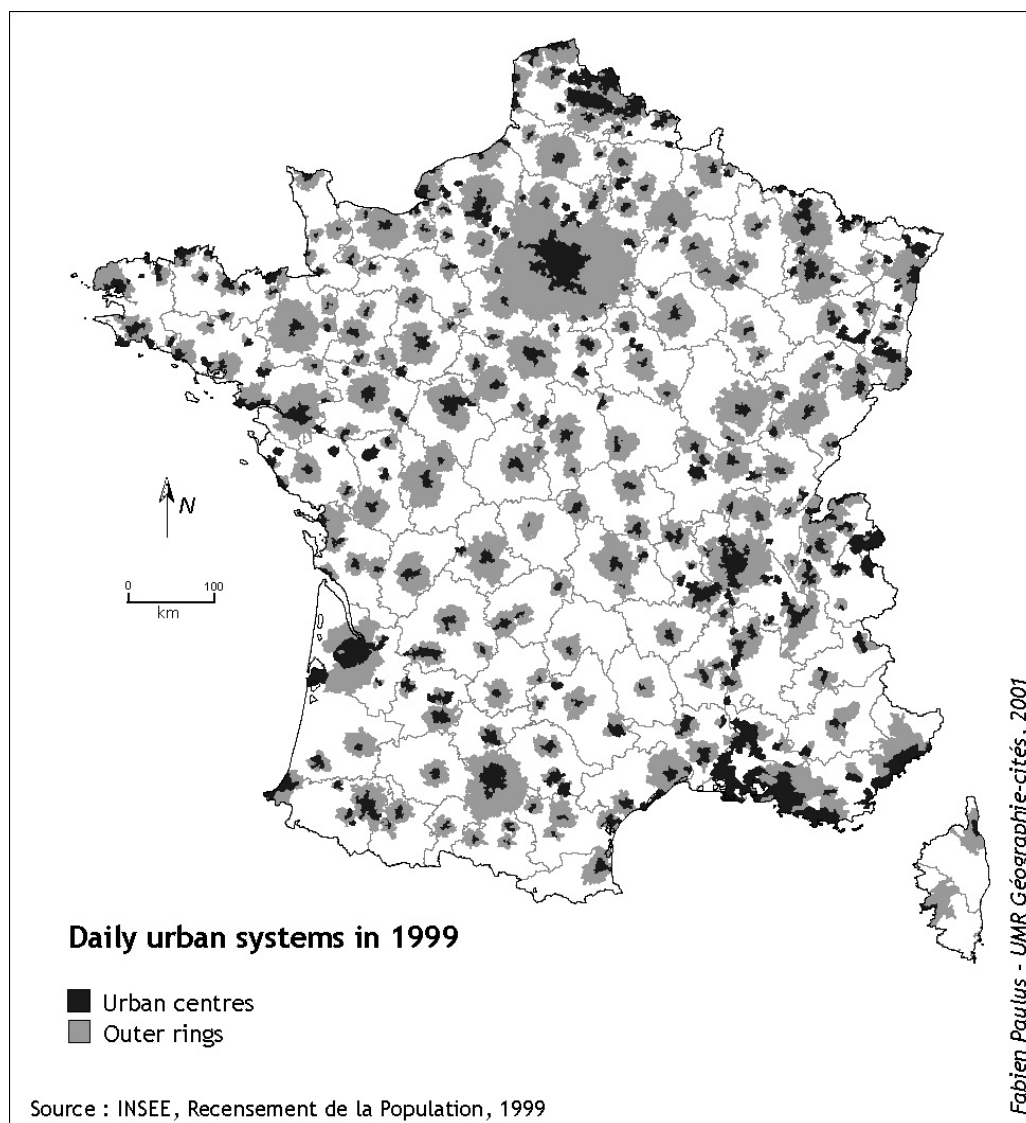 N
0 100
km
Daily urban systems in 1999
Urban centres
Outer rings
Source : INSEE, Recensement de la Population, 1999
Fabien Paulus - UMR Géographie-cités, 2001